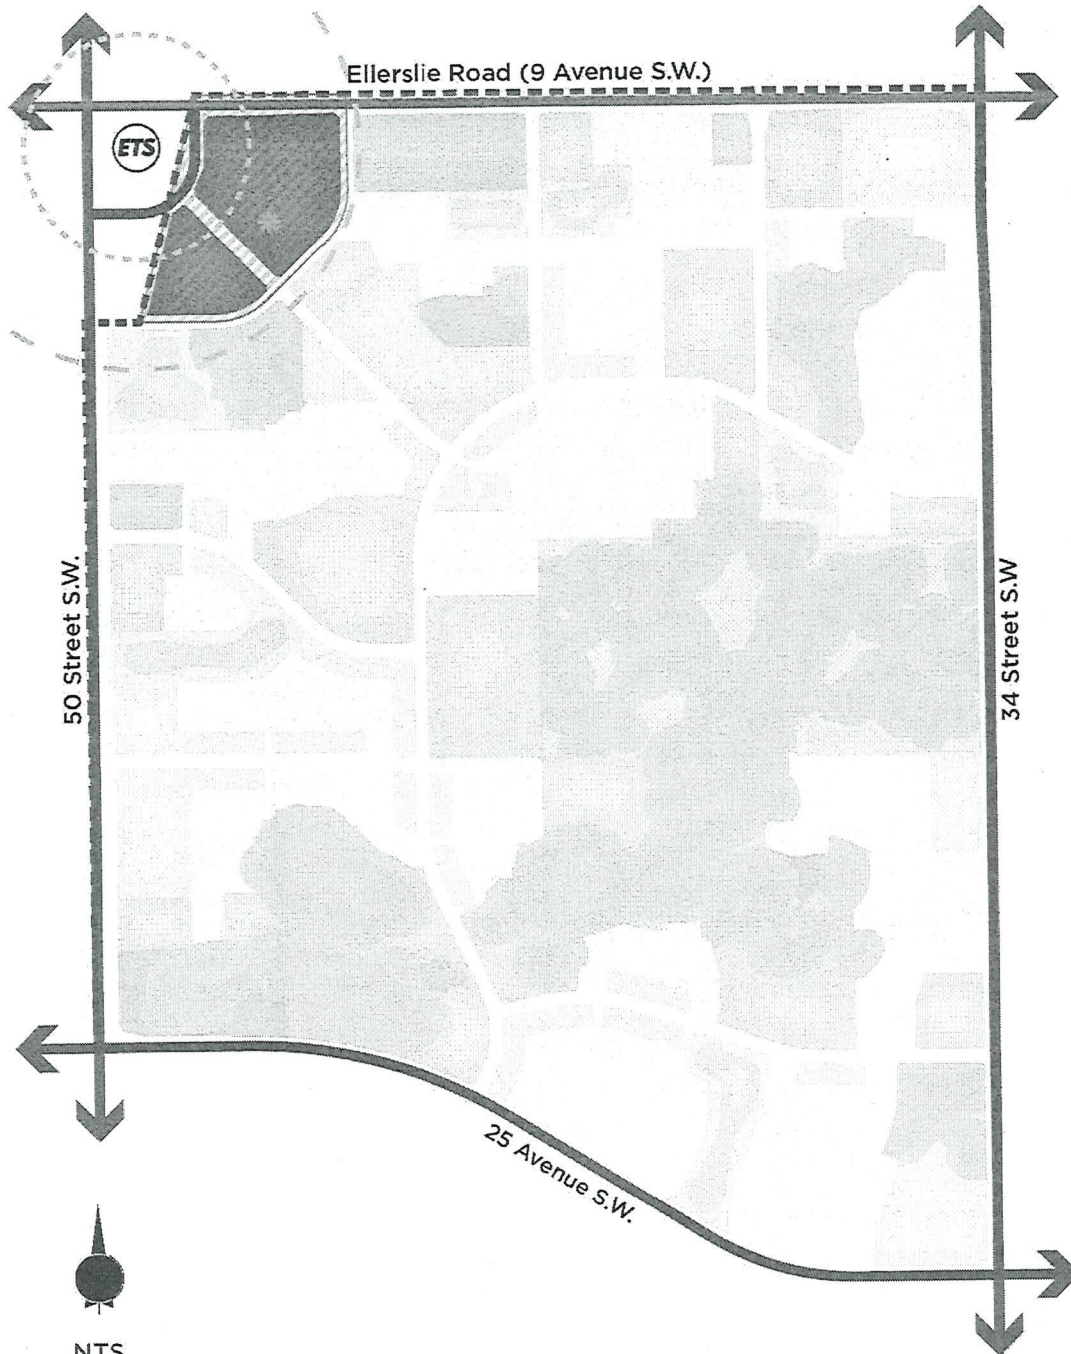 Ellerslie Road (9 Avenue S.W.)
ETS
50 Street S.W.
34 Street S.W
25 Avenue S.W.
NTS